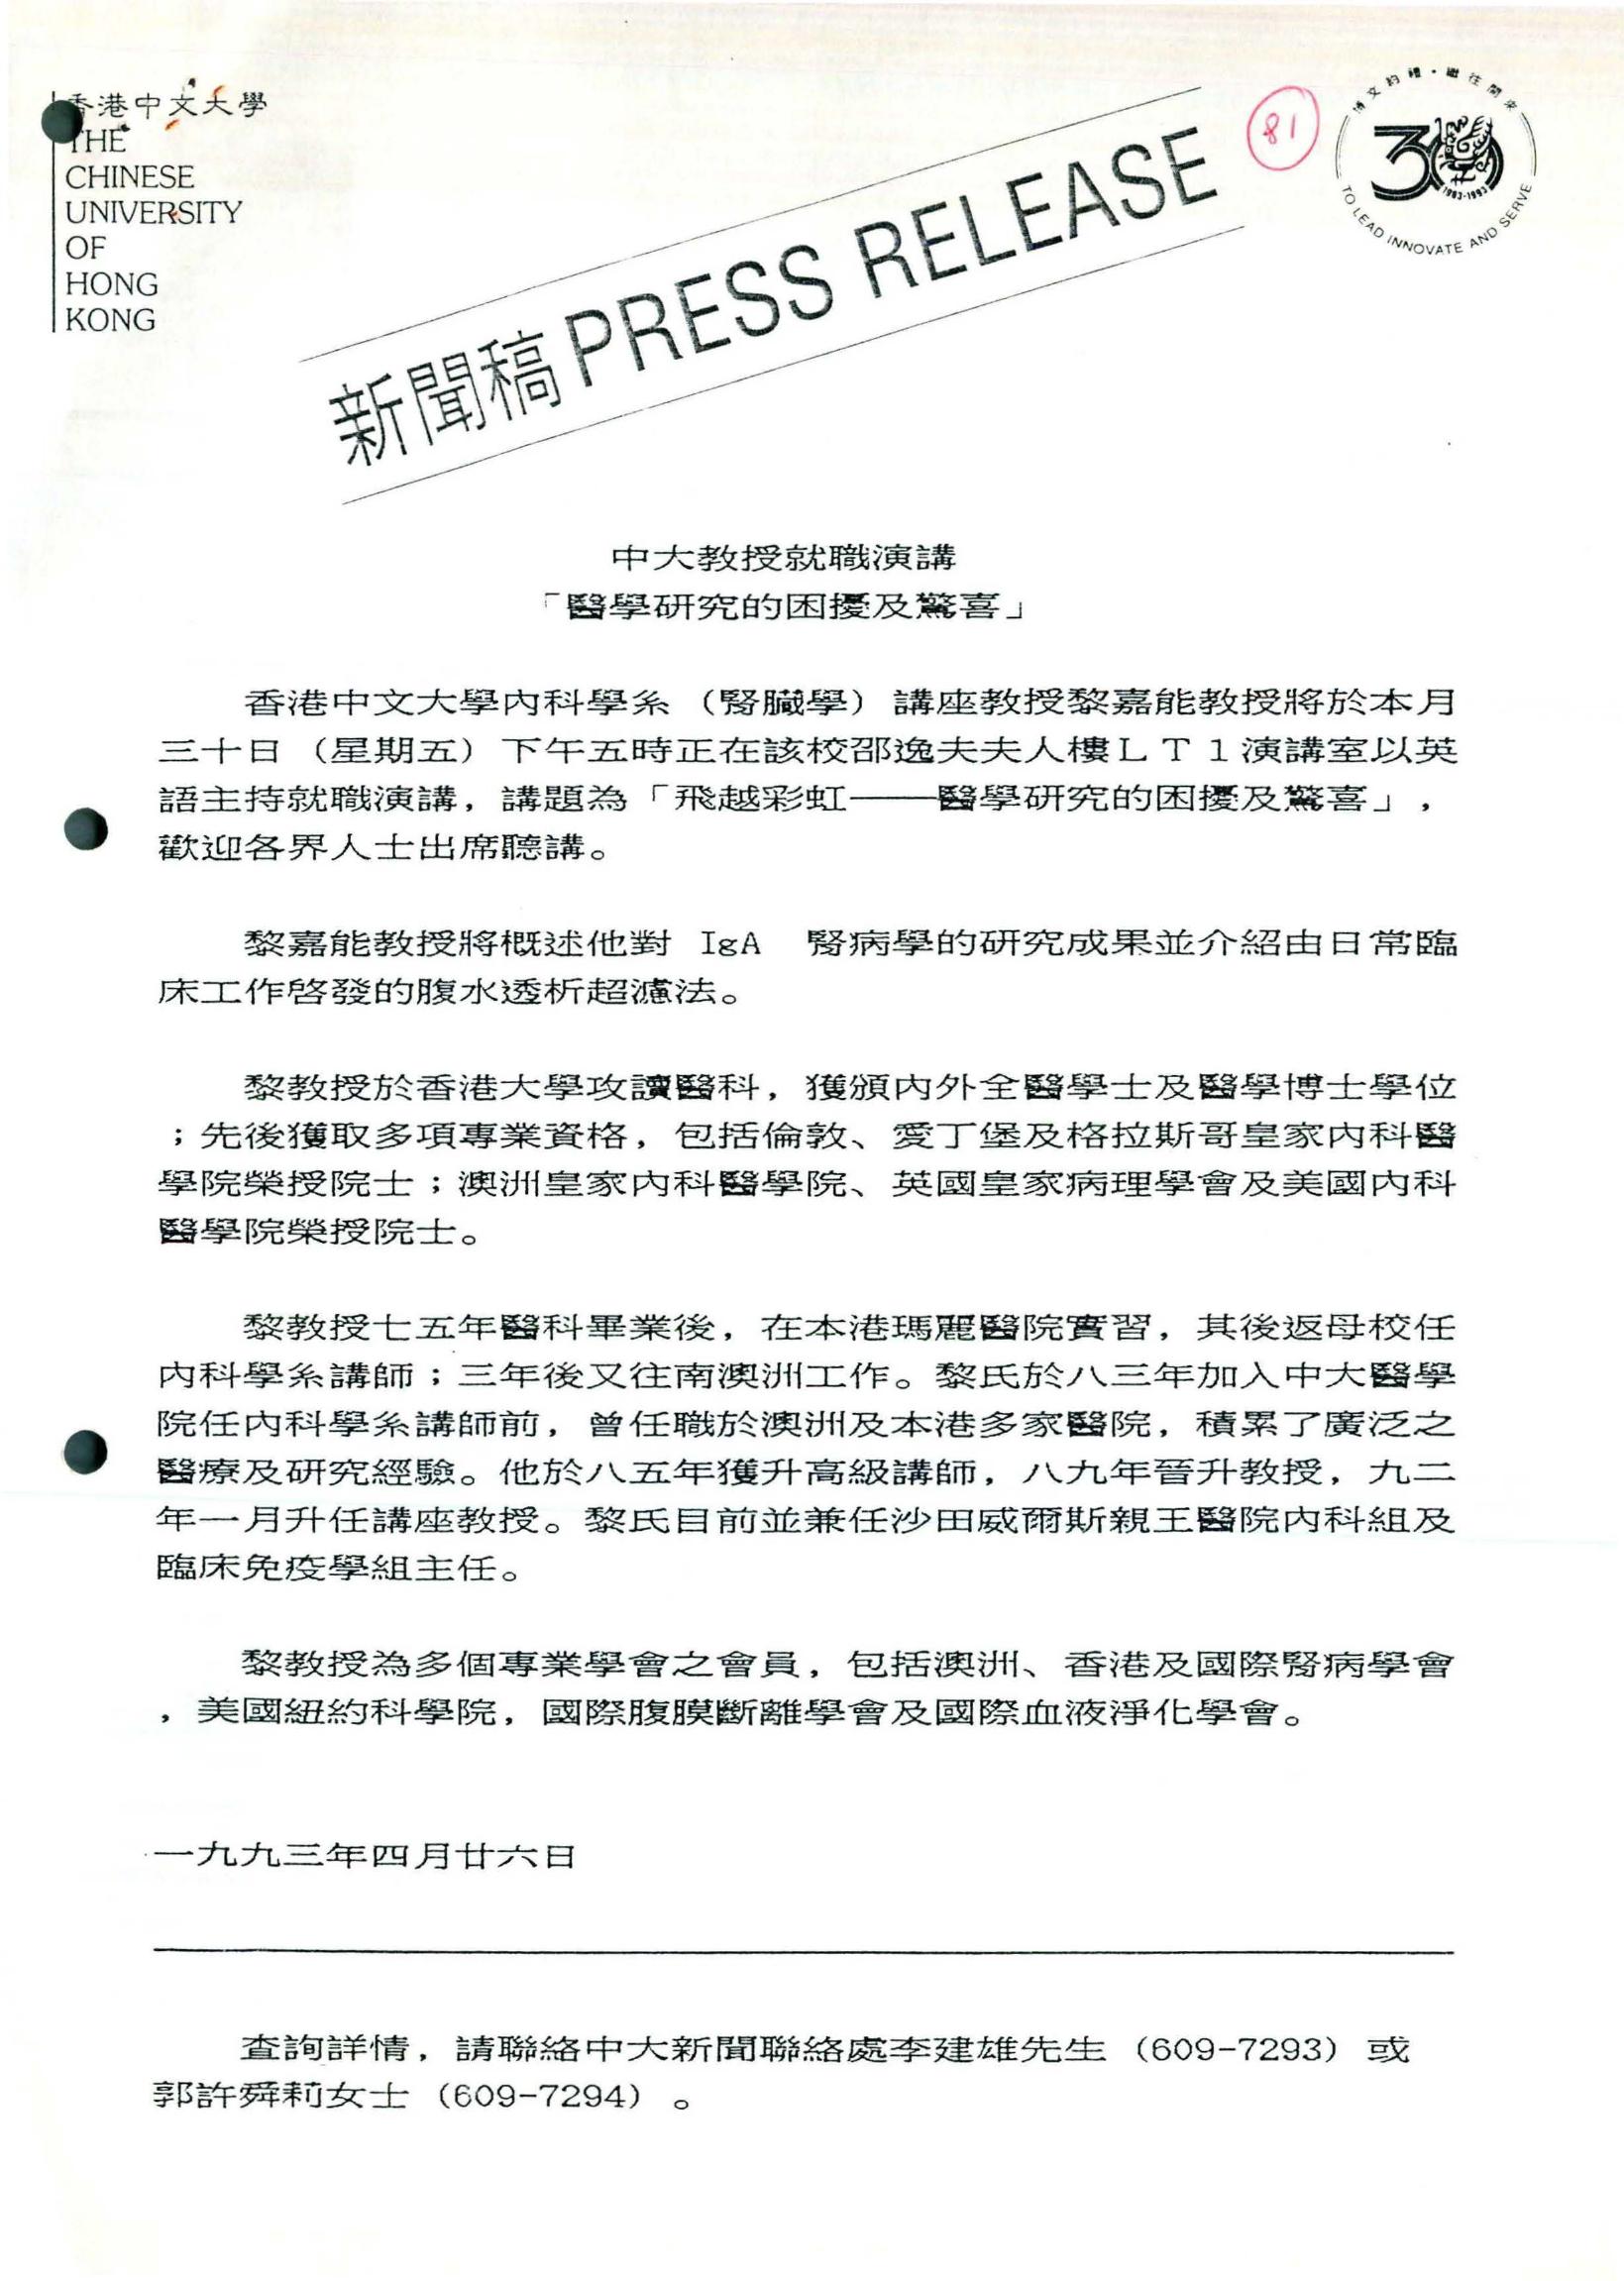 香港中文大學
THE
CHINESE
UNIVERSITY
OF
HONG
KONG
新聞稿 PRESS RELEASE
81
博文約禮・繼往開來
30
1963-1993
TO LEAD INNOVATE AND SERVE
中大教授就職演講
「醫學研究的困擾及驚喜」
香港中文大學內科學系（腎臟學）講座教授黎嘉能教授將於本月
三十日（星期五）下午五時正在該校邵逸夫夫人樓ＬＴ１演講室以英
語主持就職演講，講題為「飛越彩虹——醫學研究的困擾及驚喜」，
歡迎各界人士出席聽講。
黎嘉能教授將概述他對 IgA 腎病學的研究成果並介紹由日常臨
床工作啓發的腹水透析超濾法。
黎教授於香港大學攻讀醫科，獲頒內外全醫學士及醫學博士學位
；先後獲取多項專業資格，包括倫敦、愛丁堡及格拉斯哥皇家內科醫
學院榮授院士；澳洲皇家內科醫學院、英國皇家病理學會及美國內科
醫學院榮授院士。
黎教授七五年醫科畢業後，在本港瑪麗醫院實習，其後返母校任
內科學系講師；三年後又往南澳洲工作。黎氏於八三年加入中大醫學
院任內科學系講師前，曾任職於澳洲及本港多家醫院，積累了廣泛之
醫療及研究經驗。他於八五年獲升高級講師，八九年晉升教授，九二
年一月升任講座教授。黎氏目前並兼任沙田威爾斯親王醫院內科組及
臨床免疫學組主任。
黎教授為多個專業學會之會員，包括澳洲、香港及國際腎病學會
，美國紐約科學院，國際腹膜斷離學會及國際血液淨化學會。
一九九三年四月廿六日
查詢詳情，請聯絡中大新聞聯絡處李建雄先生（609-7293）或
郭許舜莉女士（609-7294）。